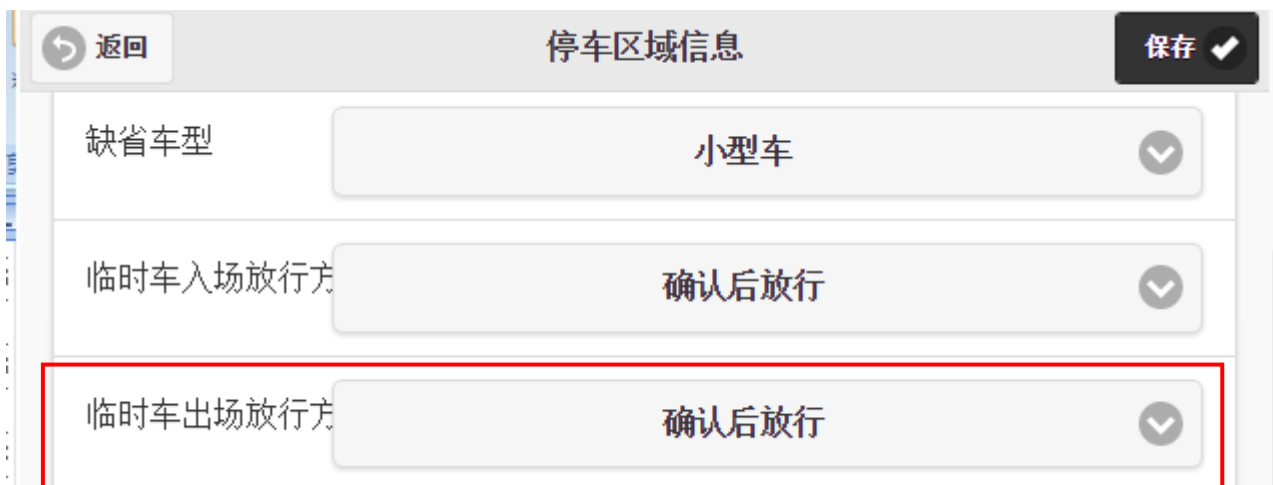 返回 停车区域信息 保存
缺省车型 小型车
临时车入场放行方 确认后放行
临时车出场放行方 确认后放行